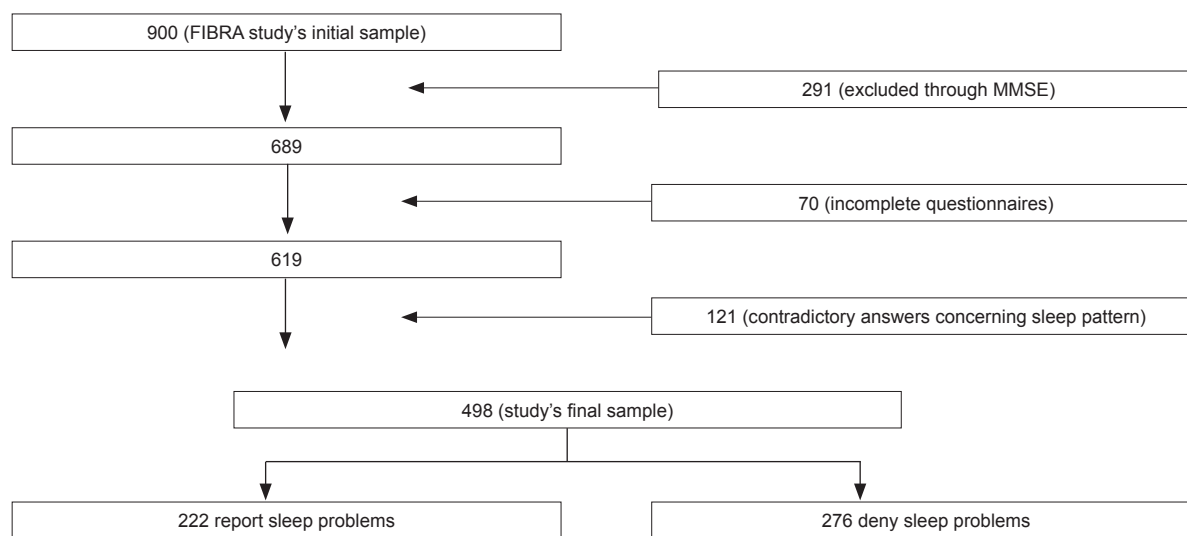 900 (FIBRA study's initial sample)
291 (excluded through MMSE)
689
70 (incomplete questionnaires)
619
121 (contradictory answers concerning sleep pattern)
498 (study's final sample)
222 report sleep problems
276 deny sleep problems